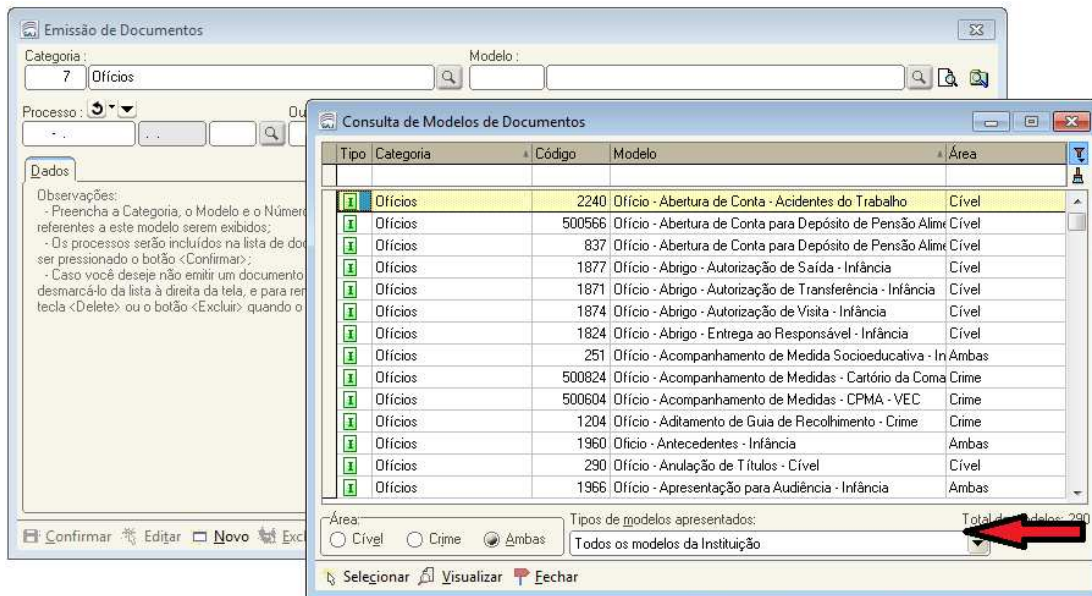 Emissão de Documentos
Categoria :
Modelo :
7 Ofícios
Processo :
Ou
- .
. .
Dados
Observações:
- Preencha a Categoria, o Modelo e o Número
referentes a este modelo serem exibidos;
- Os processos serão incluídos na lista de do
ser pressionado o botão <Confirmar>;
- Caso você deseje não emitir um documento
desmarcá-lo da lista à direita da tela, e para re
tecla <Delete> ou o botão <Excluir> quando o
Confirmar Editar Novo Exc
Consulta de Modelos de Documentos
Tipo Categoria Código Modelo Área
I Ofícios 2240 Ofício - Abertura de Conta - Acidentes do Trabalho Cível
I Ofícios 500566 Ofício - Abertura de Conta para Depósito de Pensão Alime Cível
I Ofícios 837 Ofício - Abertura de Conta para Depósito de Pensão Alime Cível
I Ofícios 1877 Ofício - Abrigo - Autorização de Saída - Infância Cível
I Ofícios 1871 Ofício - Abrigo - Autorização de Transferência - Infância Cível
I Ofícios 1874 Ofício - Abrigo - Autorização de Visita - Infância Cível
I Ofícios 1824 Ofício - Abrigo - Entrega ao Responsável - Infância Cível
I Ofícios 251 Ofício - Acompanhamento de Medida Socioeducativa - In Ambas
I Ofícios 500824 Ofício - Acompanhamento de Medidas - Cartório da Coma Crime
I Ofícios 500604 Ofício - Acompanhamento de Medidas - CPMA - VEC Crime
I Ofícios 1204 Ofício - Aditamento de Guia de Recolhimento - Crime Crime
I Ofícios 1960 Oficio - Antecedentes - Infância Ambas
I Ofícios 290 Ofício - Anulação de Títulos - Cível Cível
I Ofícios 1966 Ofício - Apresentação para Audiência - Infância Ambas
Área: Tipos de modelos apresentados: Total de Modelos: 290
Cível Crime Ambas Todos os modelos da Instituição
Selecionar Visualizar Fechar